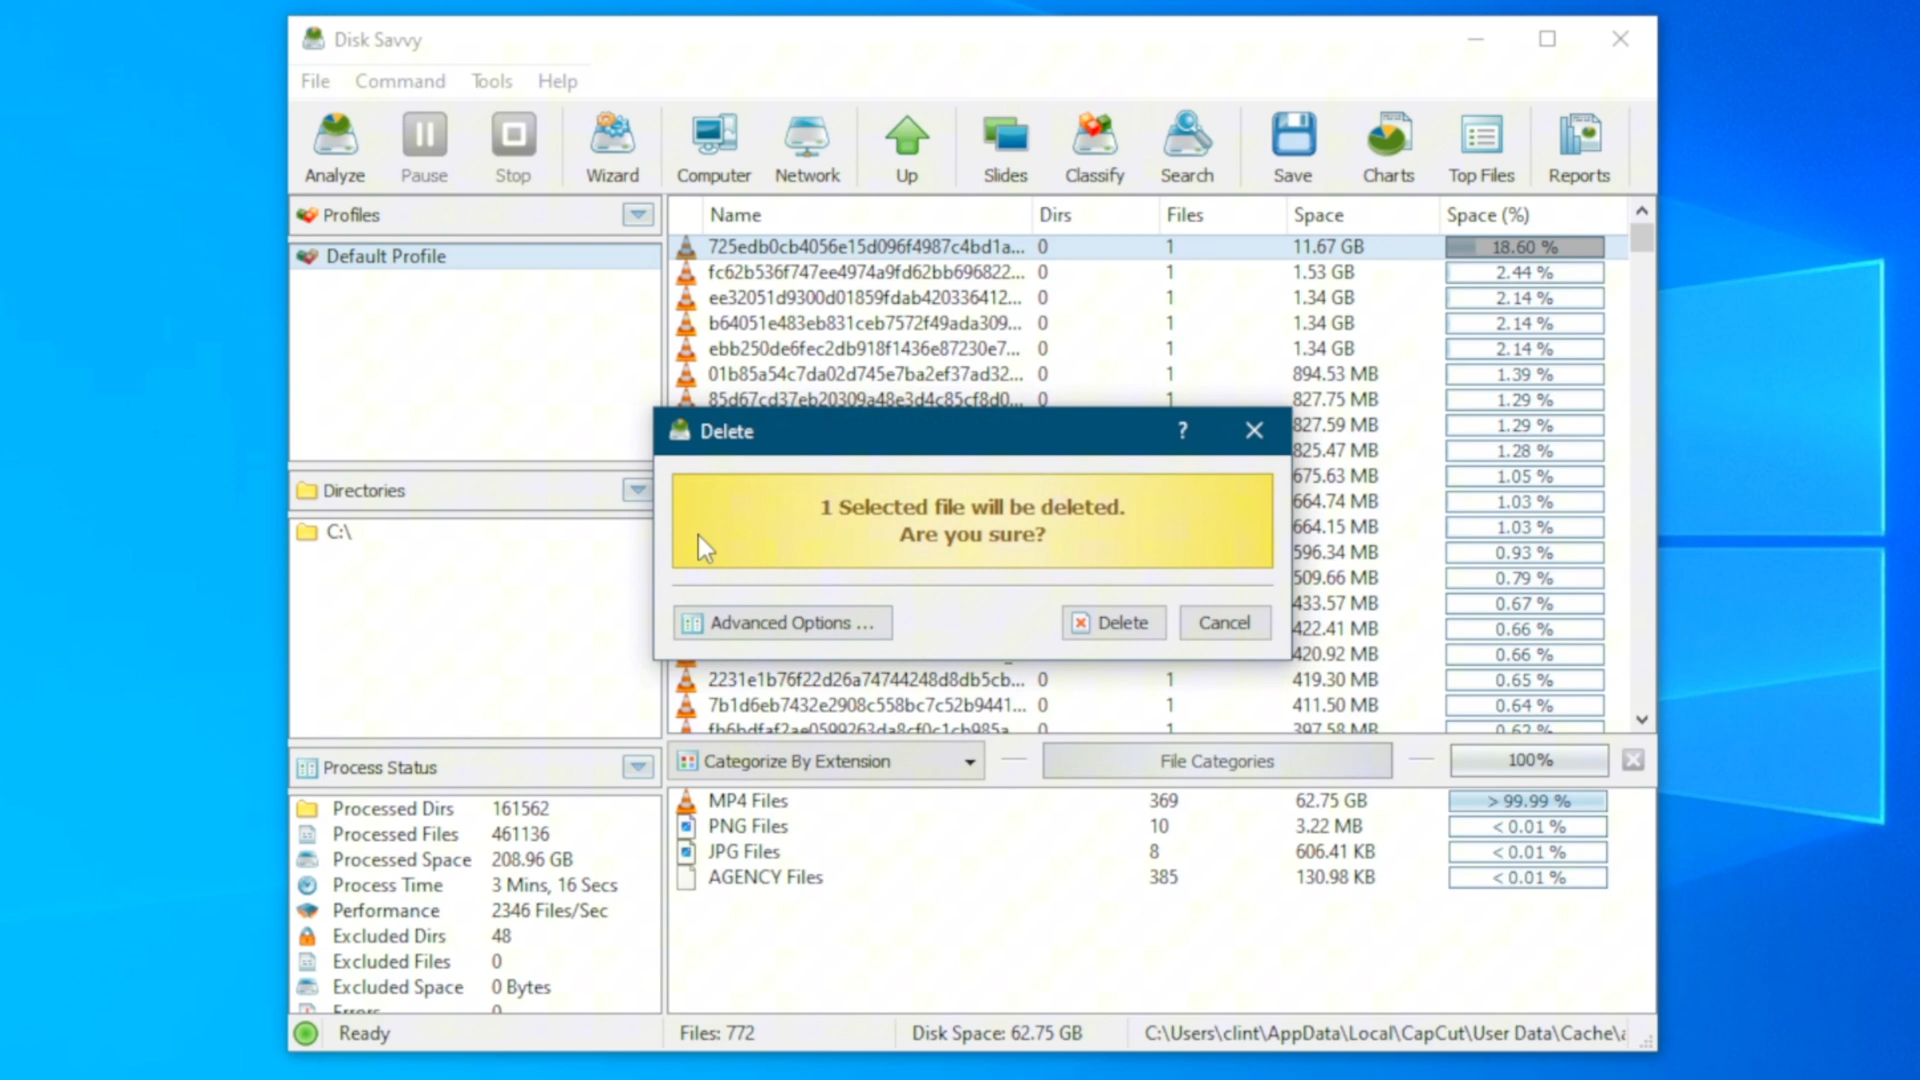 Disk Savvy
File Command Tools Help
Analyze Pause Stop Wizard Computer Network Up Slides Classify Search Save Charts Top Files Reports
Profiles
Default Profile
Directories
C:\
Process Status
Processed Dirs 161562
Processed Files 461136
Processed Space 208.96 GB
Process Time 3 Mins, 16 Secs
Performance 2346 Files/Sec
Excluded Dirs 48
Excluded Files 0
Excluded Space 0 Bytes
Errors 0
Name Dirs Files Space Space (%)
725edb0cb4056e15d096f4987c4bd1a... 0 1 11.67 GB 18.60 %
fc62b536f747ee4974a9fd62bb696822... 0 1 1.53 GB 2.44 %
ee32051d9300d01859fdab420336412... 0 1 1.34 GB 2.14 %
b64051e483eb831ceb7572f49ada309... 0 1 1.34 GB 2.14 %
ebb250de6fec2db918f1436e87230e7... 0 1 1.34 GB 2.14 %
01b85a54c7da02d745e7ba2ef37ad32... 0 1 894.53 MB 1.39 %
85d67cd37eb20309a48e3d4c85cf8d0... 0 1 827.75 MB 1.29 %
827.59 MB 1.29 %
825.47 MB 1.28 %
675.63 MB 1.05 %
664.74 MB 1.03 %
664.15 MB 1.03 %
596.34 MB 0.93 %
509.66 MB 0.79 %
433.57 MB 0.67 %
422.41 MB 0.66 %
420.92 MB 0.66 %
2231e1b76f22d26a74744248d8db5cb... 0 1 419.30 MB 0.65 %
7b1d6eb7432e2908c558bc7c52b9441... 0 1 411.50 MB 0.64 %
fb6bdfaf2ae0599263da8cf0c1cb985a... 0 1 397.58 MB 0.62 %
Delete ?
1 Selected file will be deleted.
Are you sure?
Advanced Options ... Delete Cancel
Categorize By Extension File Categories 100%
MP4 Files 369 62.75 GB > 99.99 %
PNG Files 10 3.22 MB < 0.01 %
JPG Files 8 606.41 KB < 0.01 %
AGENCY Files 385 130.98 KB < 0.01 %
Ready Files: 772 Disk Space: 62.75 GB C:\Users\clint\AppData\Local\CapCut\User Data\Cache\